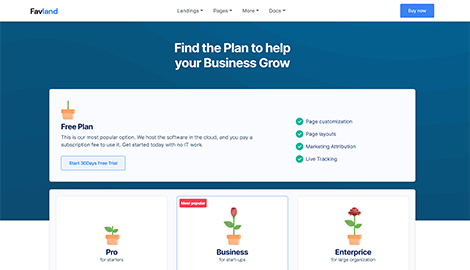 Favland
Landings
Pages
More
Docs
Buy now
Find the Plan to help
your Business Grow
Free Plan
This is our most popular option. We host the software in the cloud, and you pay a
subscription fee to use it. Get started today with no IT work.
Start 30Days Free Trial
Page customization
Page layouts
Marketing Attribution
Live Tracking
Pro
for starters
Most popular
Business
for start-ups
Enterprice
for large organization